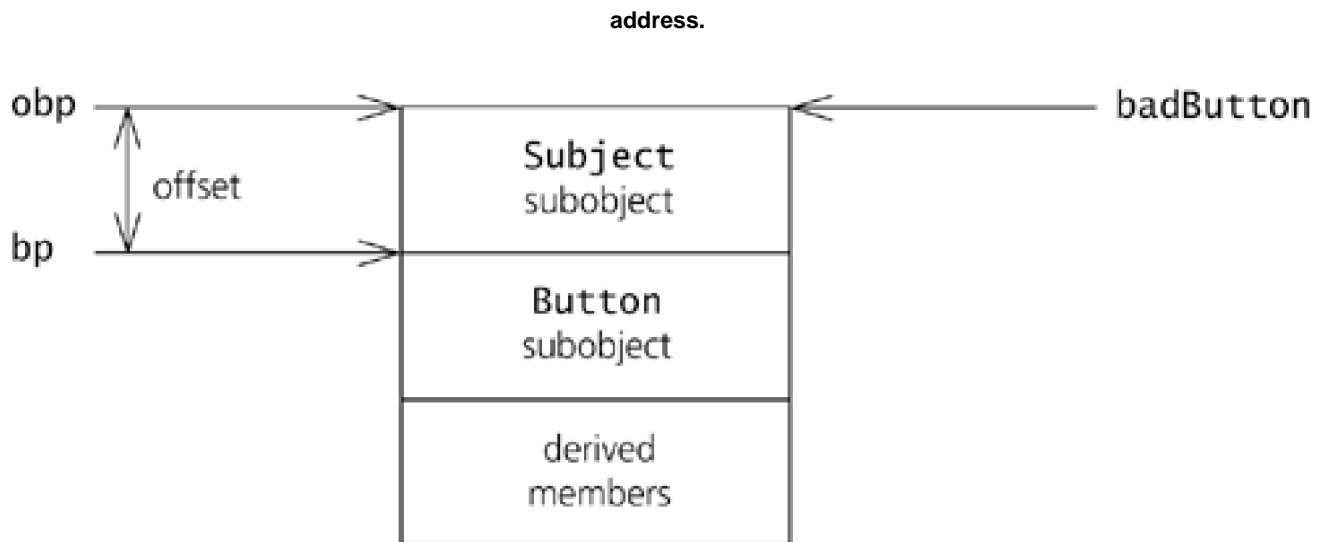 address.
obp
badButton
Subject
subobject
offset
bp
Button
subobject
derived
members